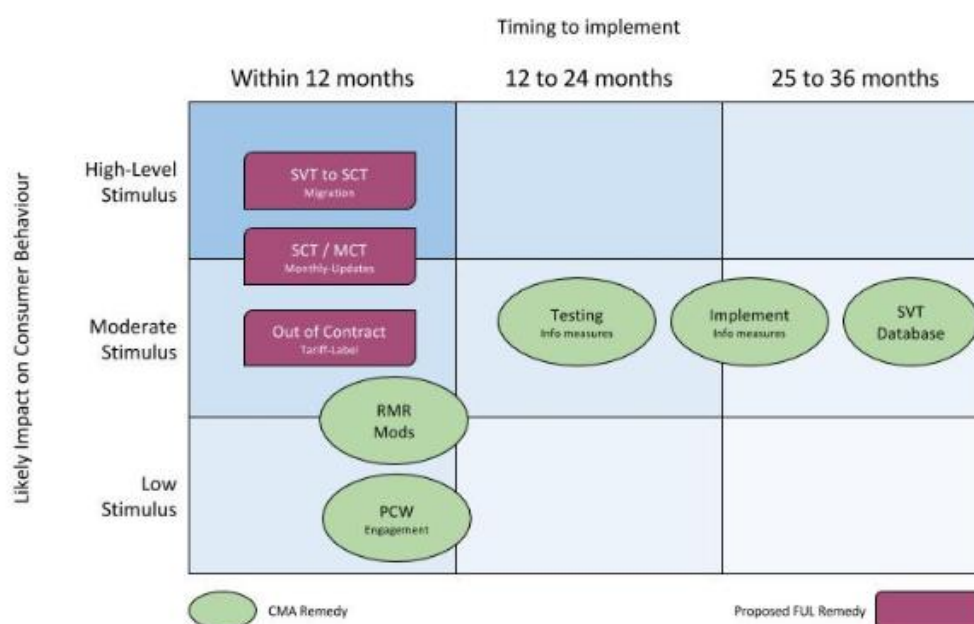 Timing to implement
Within 12 months
12 to 24 months
25 to 36 months
Likely Impact on Consumer Behaviour
High-Level
Stimulus
SVT to SCT
Migration
SCT / MCT
Monthly-Updates
Moderate
Stimulus
Out of Contract
Tariff-Label
Testing
Info measures
Implement
Info measures
SVT
Database
RMR
Mods
Low
Stimulus
PCW
Engagement
CMA Remedy
Proposed FUL Remedy